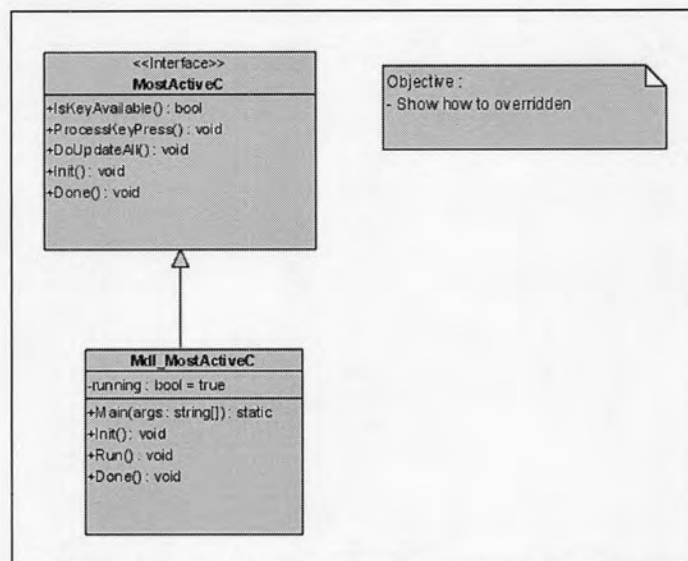 <<Interface>>
MostActiveC
+IsKeyAvailable() : bool
+ProcessKeyPress() : void
+DoUpdateAll() : void
+Init() : void
+Done() : void
Objective :
- Show how to overridden
Mdl_MostActiveC
-running : bool = true
+Main(args : string[]) : static
+Init() : void
+Run() : void
+Done() : void